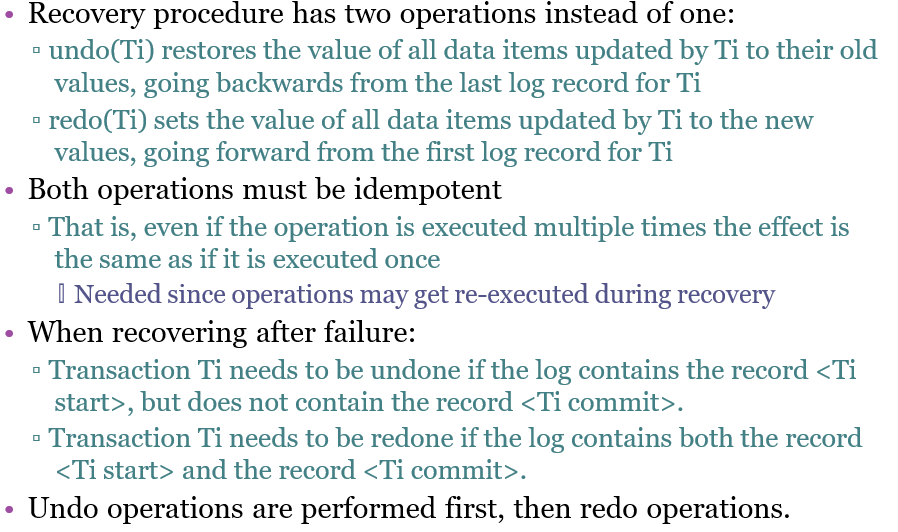 • Recovery procedure has two operations instead of one:
▫ undo(Ti) restores the value of all data items updated by Ti to their old
values, going backwards from the last log record for Ti
▫ redo(Ti) sets the value of all data items updated by Ti to the new
values, going forward from the first log record for Ti
• Both operations must be idempotent
▫ That is, even if the operation is executed multiple times the effect is
the same as if it is executed once
▯ Needed since operations may get re-executed during recovery
• When recovering after failure:
▫ Transaction Ti needs to be undone if the log contains the record <Ti
start>, but does not contain the record <Ti commit>.
▫ Transaction Ti needs to be redone if the log contains both the record
<Ti start> and the record <Ti commit>.
• Undo operations are performed first, then redo operations.